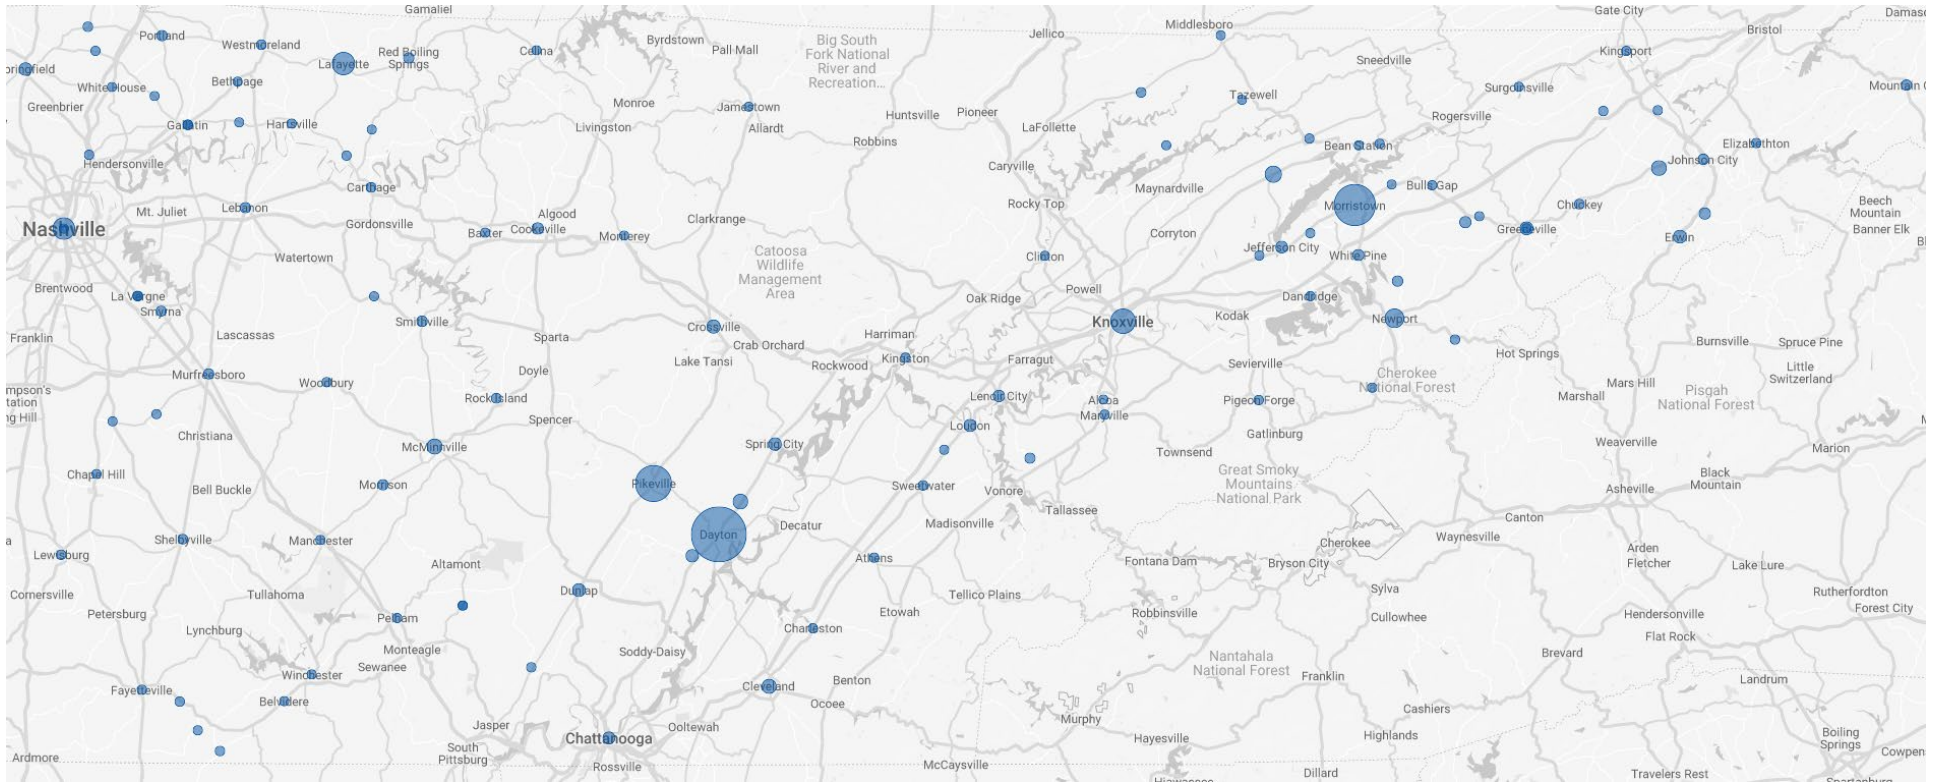 Gamaliel
Middlesboro
Gate City
Damasc
Portland
Westmoreland
Red Boiling
Springs
Lafayette
Celina
Byrdstown
Pall Mall
Big South
Fork National
River and
Recreation...
Jellico
Sneedville
Kingsport
Bristol
pringfield
White House
Bethpage
Greenbrier
Monroe
Jamestown
Huntsville
Pioneer
Tazewell
Surgoinsville
Mountain C
Gallatin
Hartsville
Livingston
Allardt
Robbins
LaFollette
Rogersville
Hendersonville
Caryville
Bean Station
Johnson City
Elizabethton
Carthage
Maynardville
Bulls Gap
Mt. Juliet
Lebanon
Gordonsville
Algood
Cookeville
Baxter
Monterey
Clarkrange
Rocky Top
Morristown
Chuckey
Beech
Mountain
Banner Elk
Nashville
Corryton
Greeneville
Erwin
Bl
Watertown
Catoosa
Wildlife
Management
Area
Clinton
Jefferson City
White Pine
Brentwood
La Vergne
Smyrna
Oak Ridge
Powell
Dandridge
Franklin
Lascassas
Smithville
Sparta
Crossville
Crab Orchard
Harriman
Knoxville
Kodak
Newport
Hot Springs
Burnsville
Spruce Pine
Lake Tansi
Rockwood
Kingston
Farragut
Sevierville
Cherokee
National Forest
Little
Switzerland
Murfreesboro
Woodbury
Doyle
Mars Hill
mpson's
tation
ng Hill
Rock Island
Lenoir City
Alcoa
Maryville
Pigeon Forge
Marshall
Pisgah
National Forest
Christiana
Spencer
Loudon
Gatlinburg
Weaverville
Marion
McMinnville
Spring City
Townsend
Chapel Hill
Bell Buckle
Morrison
Pikeville
Sweetwater
Vonore
Great Smoky
Mountains
National Park
Black
Mountain
Asheville
Tallassee
Shelbyville
Manchester
Dayton
Decatur
Madisonville
Canton
Waynesville
a
Lewisburg
Altamont
Athens
Cherokee
Fontana Dam
Bryson City
Arden
Fletcher
Lake Lure
Cornersville
Tullahoma
Dunlap
Tellico Plains
Sylva
Rutherfordton
Forest City
Petersburg
Lynchburg
Pelham
Etowah
Robbinsville
Cullowhee
Hendersonville
Charleston
Flat Rock
Monteagle
Sewanee
Soddy-Daisy
Nantahala
National Forest
Brevard
Winchester
Fayetteville
Belvidere
Cleveland
Benton
Franklin
Landrum
Ocoee
Jasper
Ooltewah
Murphy
Cashiers
Chattanooga
Hayesville
Highlands
Boiling
Springs
Ardmore
South
Pittsburg
Rossville
McCaysville
Cowpen
Dillard
Travelers Rest
Hiawassee
Spartanburg